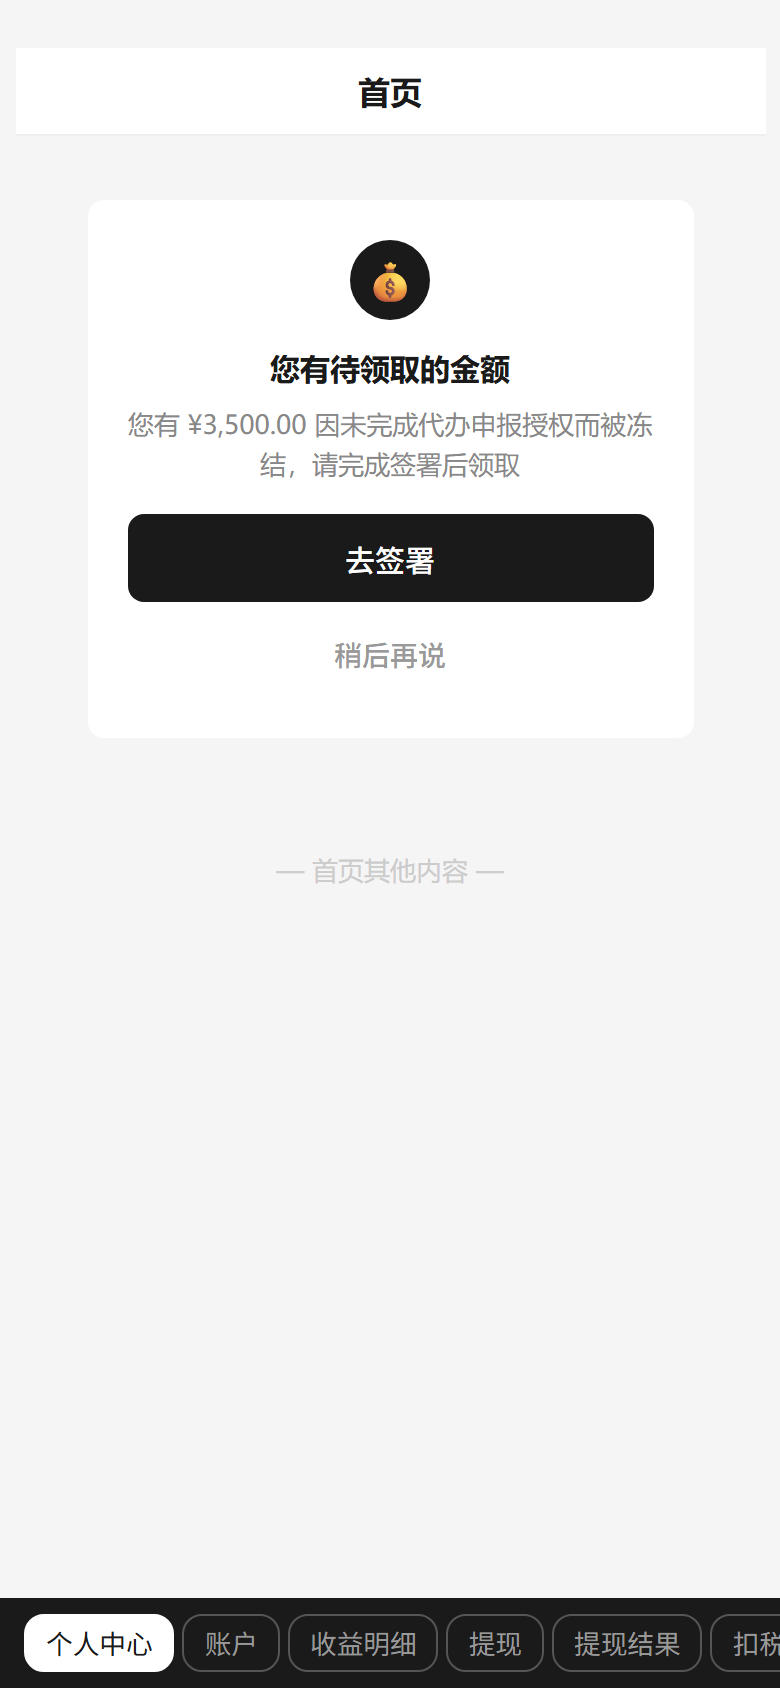 首页
您有待领取的金额
您有 ¥3,500.00 因未完成代办申报授权而被冻
结，请完成签署后领取
去签署
稍后再说
— 首页其他内容 —
个人中心 账户 收益明细 提现 提现结果 扣税